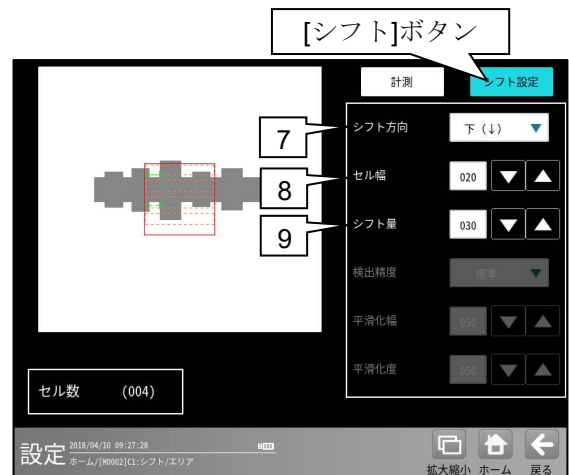 [シフト]ボタン
計測
シフト設定
7
シフト方向
下 (↓)
8
セル幅
020
9
シフト量
030
検出精度
標準
平滑化幅
050
平滑化度
050
セル数 (004)
設定
2018/04/10 09:27:28
ホーム/[M0002]C1:シフト/エリア
拡大縮小
ホーム
戻る